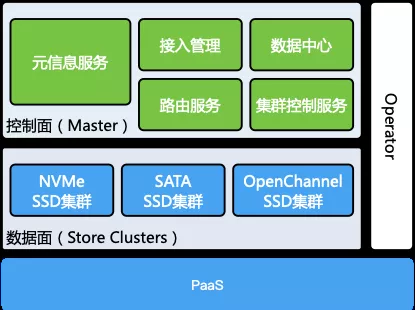 元信息服务
接入管理
数据中心
路由服务
集群控制服务
控制面（Master）
NVMe
SSD集群
SATA
SSD集群
OpenChannel
SSD集群
数据面（Store Clusters）
Operator
PaaS